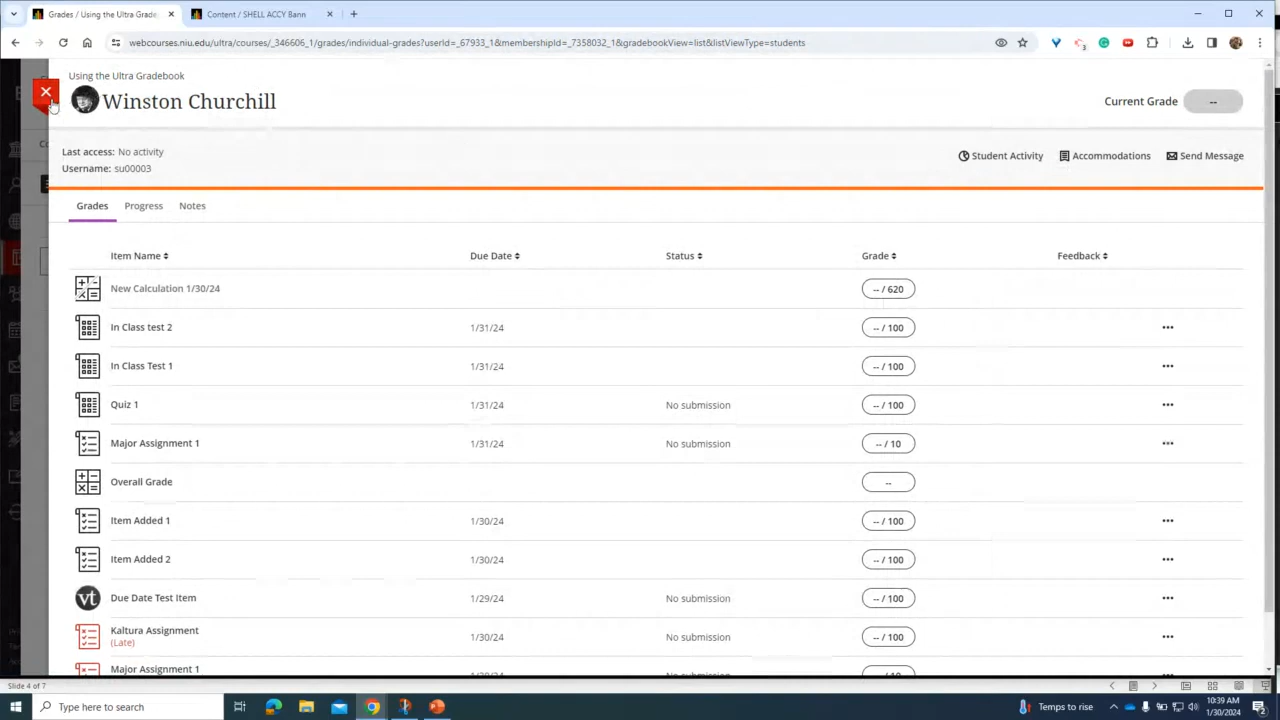 Grades / Using the Ultra Grade
Content / SHELL ACCY Bann
webcourses.niu.edu/ultra/courses/_346606_1/grades/individual-grades?userId=_67933_1&membershipId=_7358032_1&gradebookView=list&listViewType=students
Using the Ultra Gradebook
Winston Churchill
Current Grade --
Last access: No activity
Username: su00003
Student Activity Accommodations Send Message
Grades Progress Notes
Item Name Due Date Status Grade Feedback
New Calculation 1/30/24 -- / 620
In Class test 2 1/31/24 -- / 100
In Class Test 1 1/31/24 -- / 100
Quiz 1 1/31/24 No submission -- / 100
Major Assignment 1 1/31/24 No submission -- / 10
Overall Grade --
Item Added 1 1/30/24 -- / 100
Item Added 2 1/30/24 -- / 100
vt Due Date Test Item 1/29/24 No submission -- / 100
Kaltura Assignment 1/30/24 No submission -- / 100
(Late)
Major Assignment 1
Slide 4 of 7
Type here to search
Temps to rise
10:39 AM
1/30/2024
2